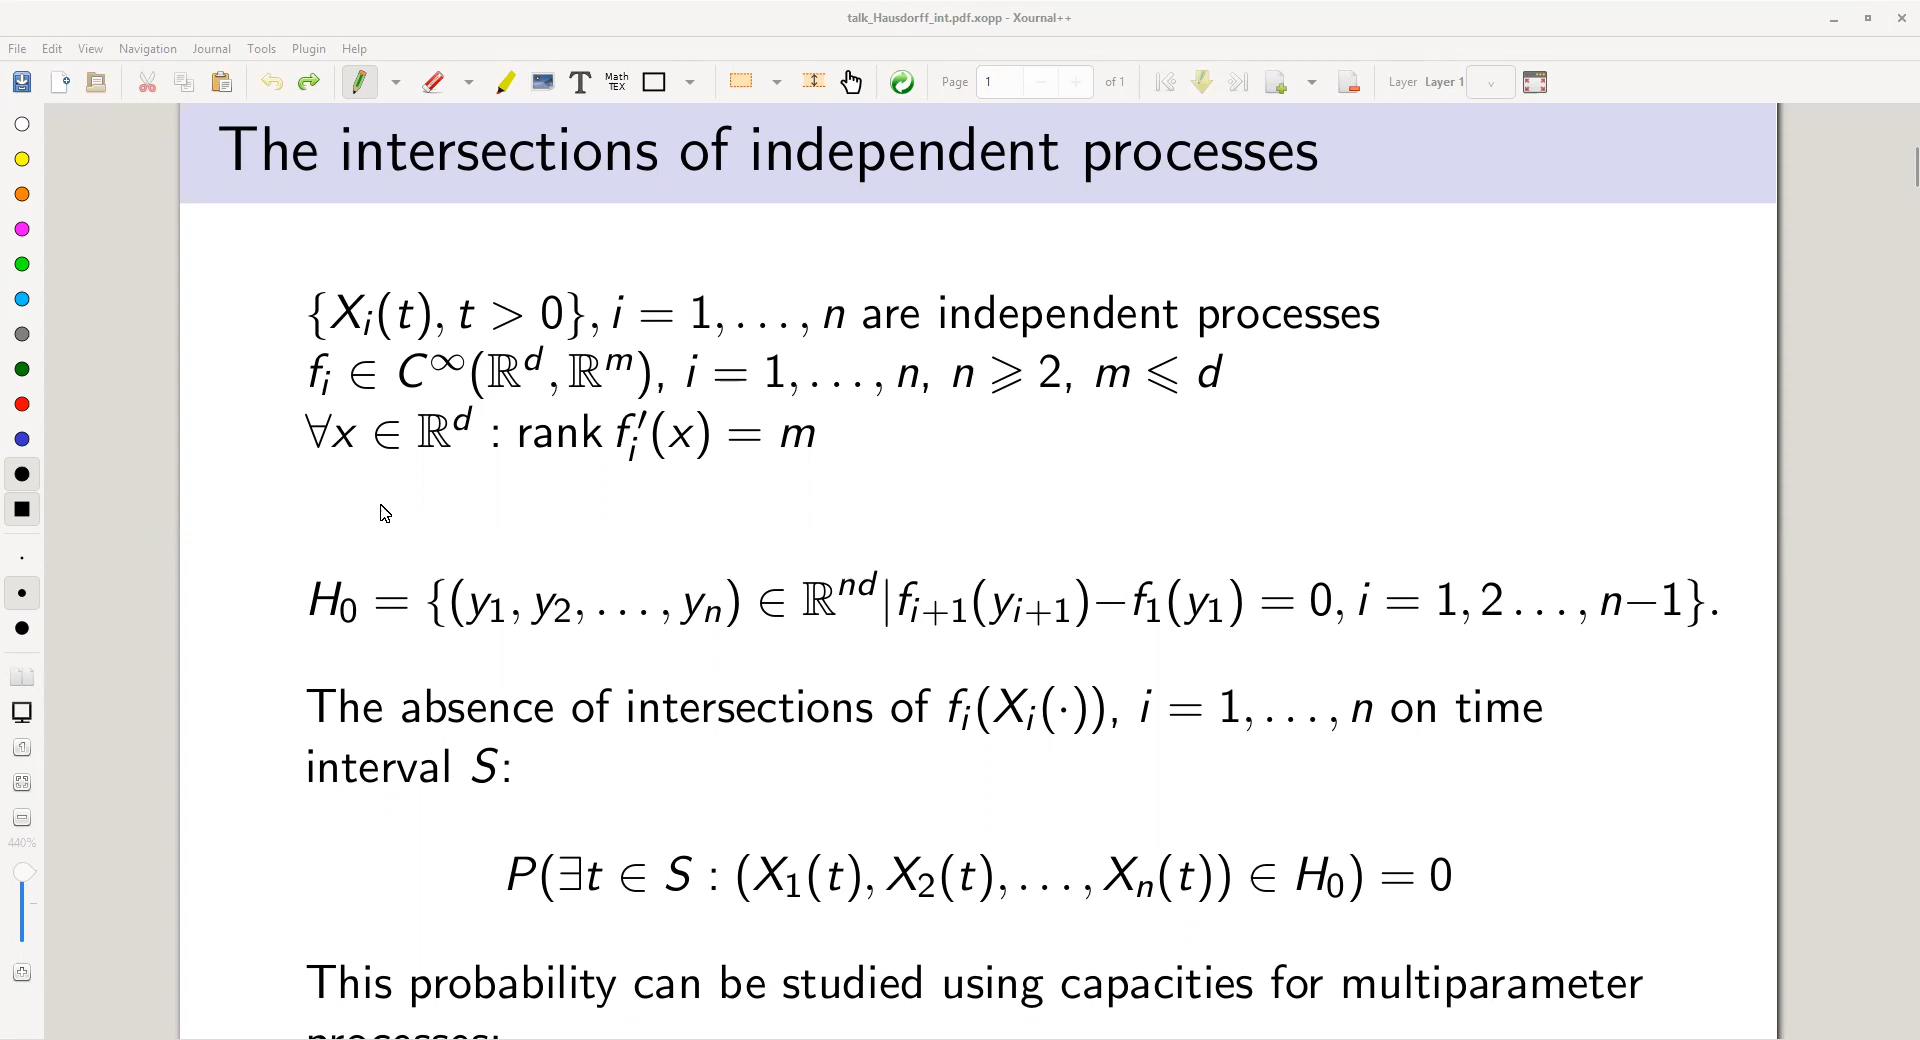 talk_Hausdorff_int.pdf.xopp - Xournal++
File Edit View Navigation Journal Tools Plugin Help
Math
TEX
Page 1 of 1 Layer Layer 1
The intersections of independent processes
{X_i(t), t > 0}, i = 1, . . . , n are independent processes
f_i ∈ C^∞(ℝ^d, ℝ^m), i = 1, . . . , n, n ⩾ 2, m ⩽ d
∀x ∈ ℝ^d : rank f_i′(x) = m
H_0 = {(y_1, y_2, . . . , y_n) ∈ ℝ^{nd}|f_{i+1}(y_{i+1})−f_1(y_1) = 0, i = 1, 2 . . . , n−1}.
The absence of intersections of f_i(X_i(·)), i = 1, . . . , n on time
interval S:
P(∃t ∈ S : (X_1(t), X_2(t), . . . , X_n(t)) ∈ H_0) = 0
This probability can be studied using capacities for multiparameter
processes:
440%